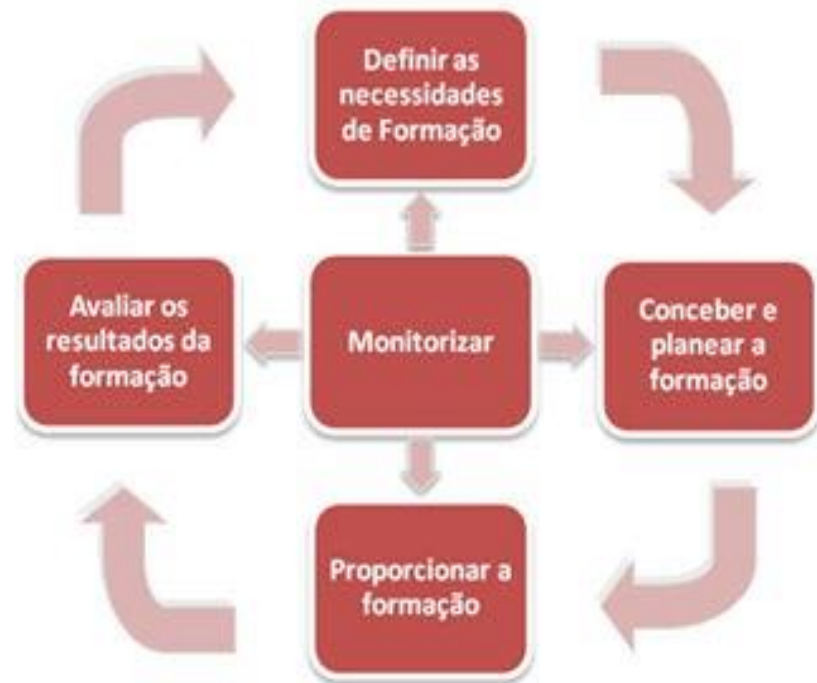 Definir as
necessidades
de Formação
Avaliar os
resultados da
formação
Monitorizar
Conceber e
planear a
formação
Proporcionar a
formação